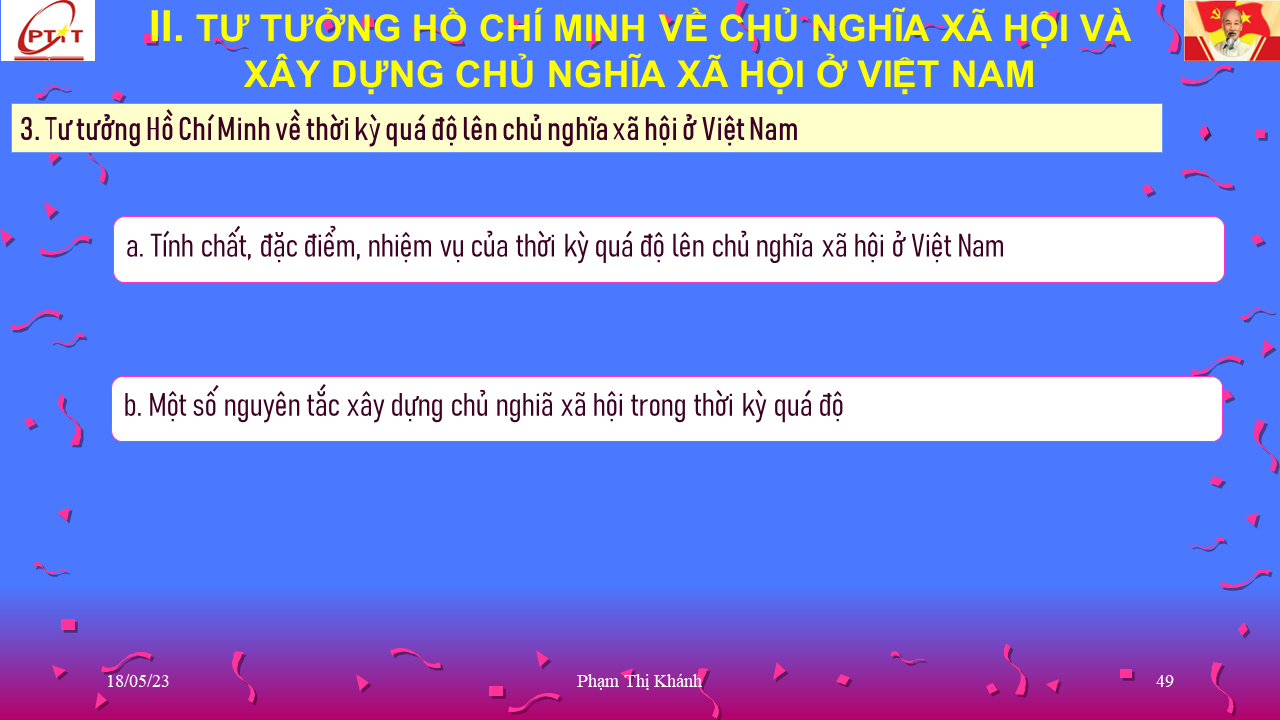 PTiT
II. TƯ TƯỞNG HỒ CHÍ MINH VỀ CHỦ NGHĨA XÃ HỘI VÀ
XÂY DỰNG CHỦ NGHĨA XÃ HỘI Ở VIỆT NAM
3. Tư tưởng Hồ Chí Minh về thời kỳ quá độ lên chủ nghĩa xã hội ở Việt Nam
a. Tính chất, đặc điểm, nhiệm vụ của thời kỳ quá độ lên chủ nghĩa xã hội ở Việt Nam
b. Một số nguyên tắc xây dựng chủ nghiã xã hội trong thời kỳ quá độ
18/05/23
Phạm Thị Khánh
49